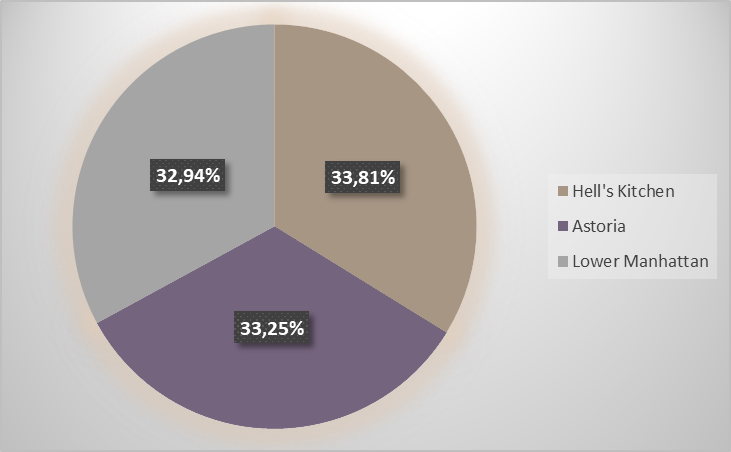 32,94%
33,81%
33,25%
Hell's Kitchen
Astoria
Lower Manhattan